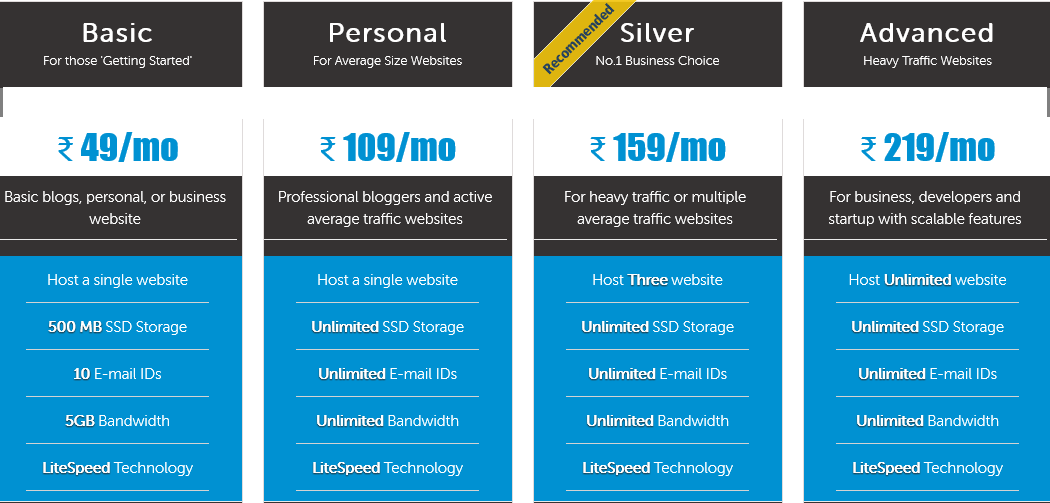 Basic
For those 'Getting Started'
₹ 49/mo
Basic blogs, personal, or business
website
Host a single website
500 MB SSD Storage
10 E-mail IDs
5GB Bandwidth
LiteSpeed Technology
Personal
For Average Size Websites
₹ 109/mo
Professional bloggers and active
average traffic websites
Host a single website
Unlimited SSD Storage
Unlimited E-mail IDs
Unlimited Bandwidth
LiteSpeed Technology
Recommended
Silver
No.1 Business Choice
₹ 159/mo
For heavy traffic or multiple
average traffic websites
Host Three website
Unlimited SSD Storage
Unlimited E-mail IDs
Unlimited Bandwidth
LiteSpeed Technology
Advanced
Heavy Traffic Websites
₹ 219/mo
For business, developers and
startup with scalable features
Host Unlimited website
Unlimited SSD Storage
Unlimited E-mail IDs
Unlimited Bandwidth
LiteSpeed Technology